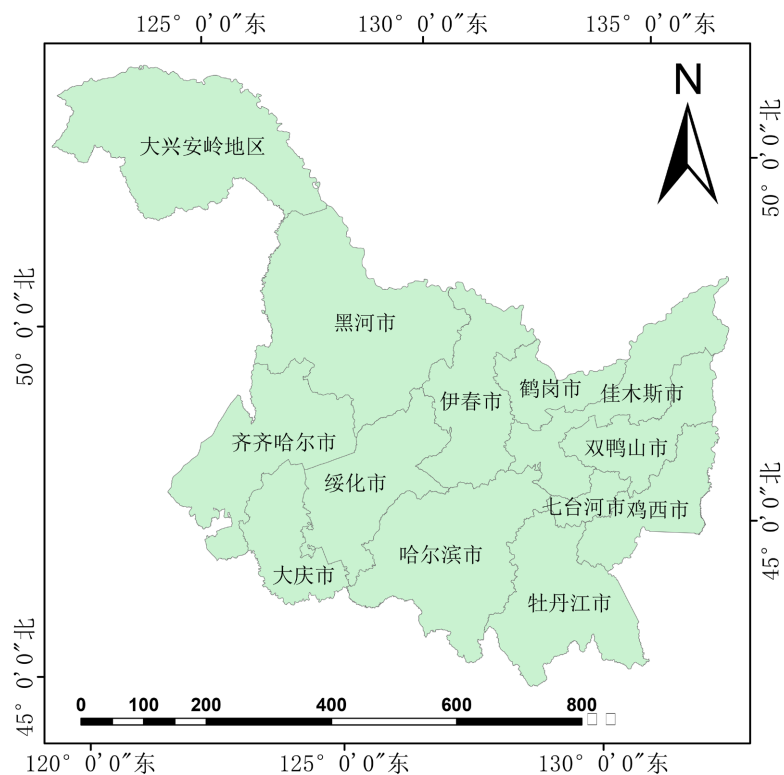 125° 0′0″东 130° 0′0″东 135° 0′0″东
N
50° 0′0″北
大兴安岭地区
50° 0′0″北
黑河市
鹤岗市
伊春市
佳木斯市
齐齐哈尔市
双鸭山市
绥化市
七台河市
鸡西市
45° 0′0″北
哈尔滨市
大庆市
牡丹江市
45° 0′0″北
0 100 200 400 600 800
120° 0′0″东 125° 0′0″东 130° 0′0″东